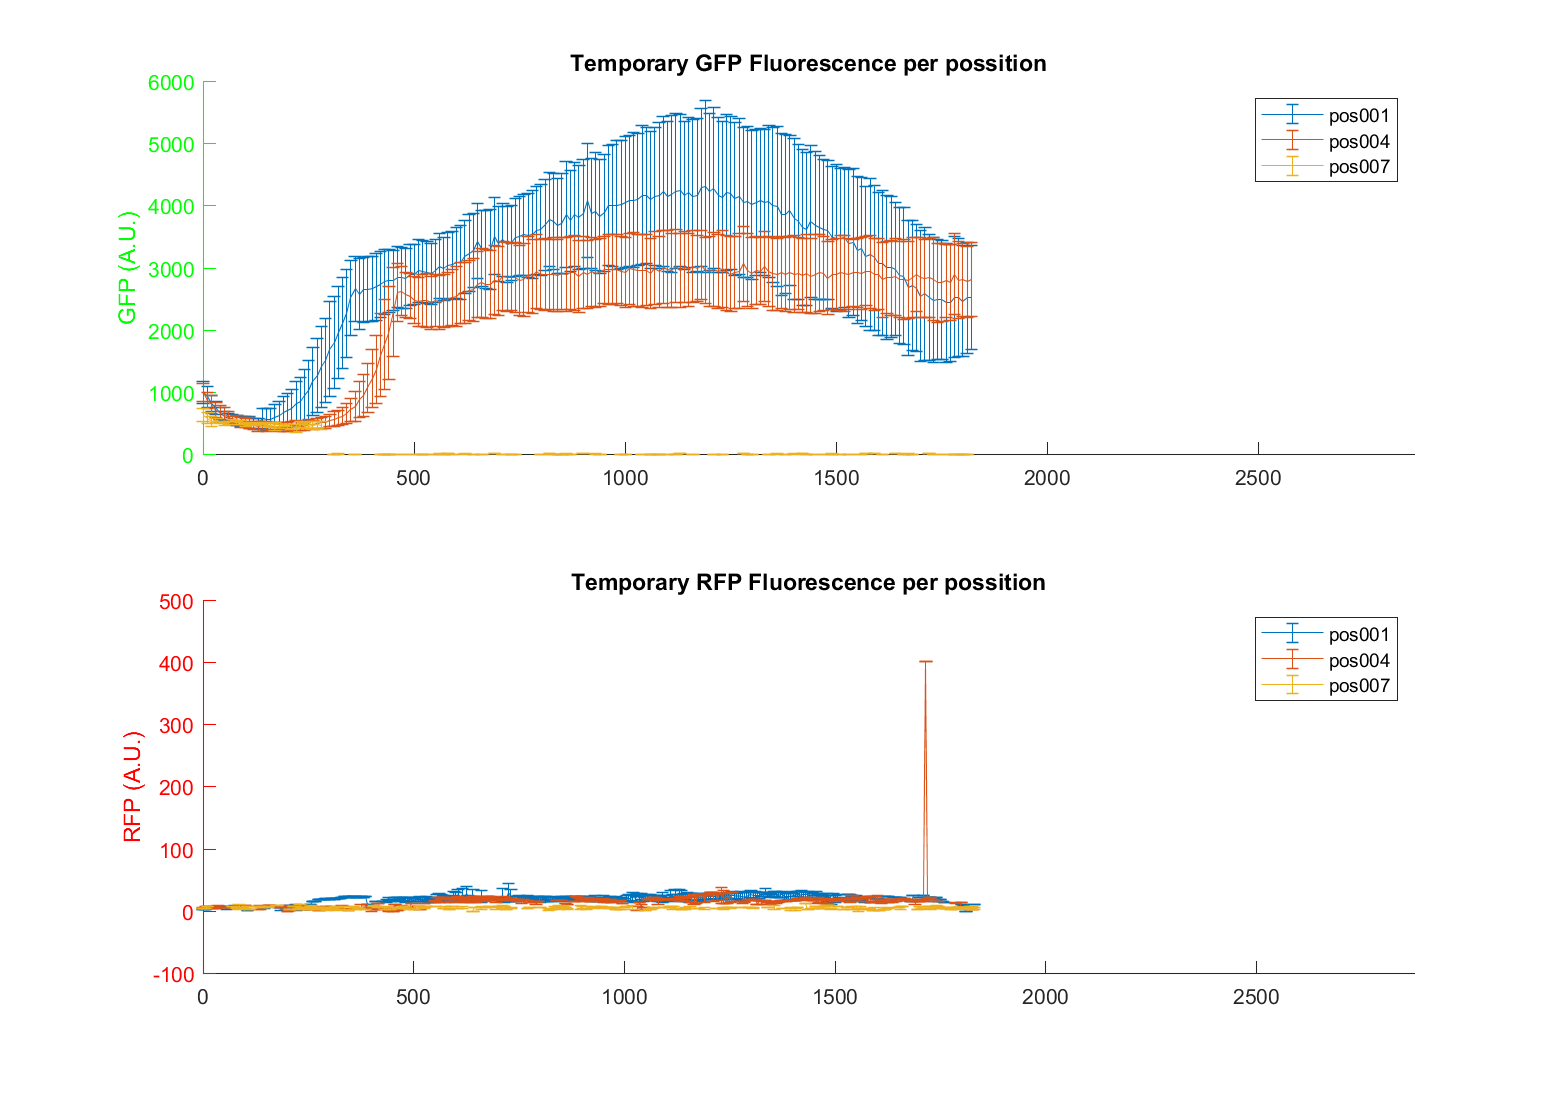 Temporary GFP Fluorescence per possition
6000
5000
4000
3000
2000
1000
0
GFP (A.U.)
0 500 1000 1500 2000 2500
pos001
pos004
pos007
Temporary RFP Fluorescence per possition
500
400
300
200
100
0
-100
RFP (A.U.)
0 500 1000 1500 2000 2500
pos001
pos004
pos007